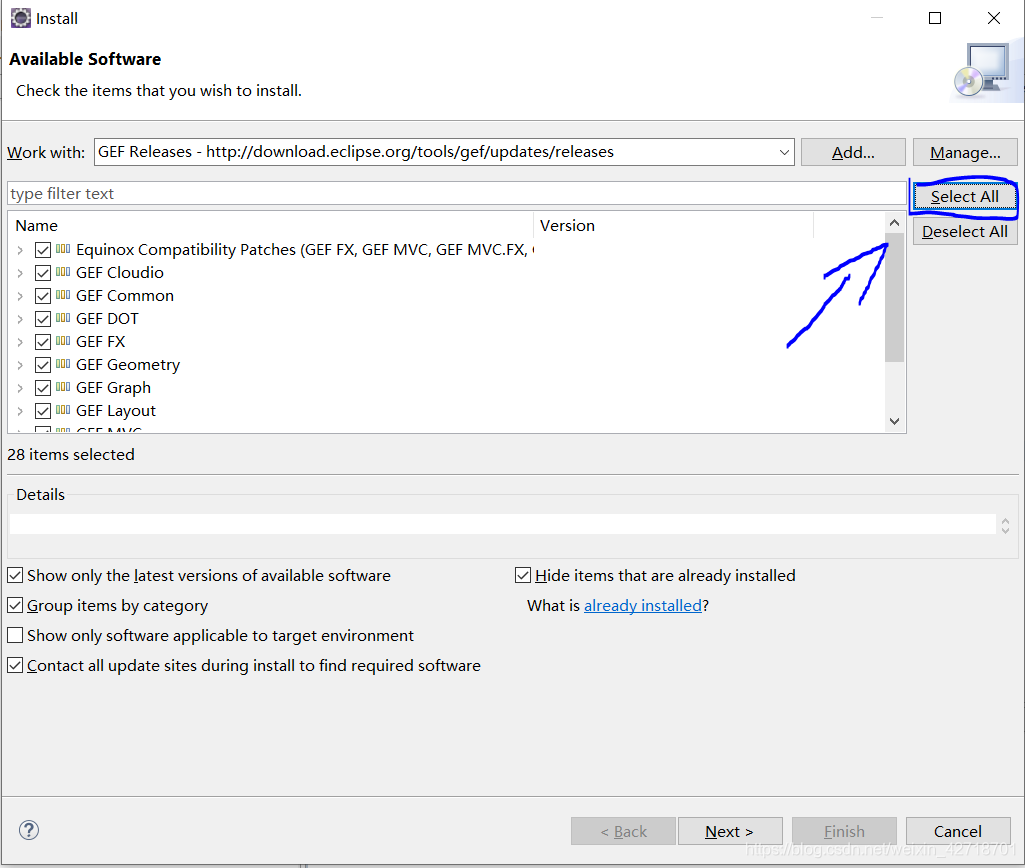 Install
Available Software
Check the items that you wish to install.
Work with: GEF Releases - http://download.eclipse.org/tools/gef/updates/releases Add... Manage...
type filter text Select All
Name Version Deselect All
Equinox Compatibility Patches (GEF FX, GEF MVC, GEF MVC.FX,
GEF Cloudio
GEF Common
GEF DOT
GEF FX
GEF Geometry
GEF Graph
GEF Layout
GEF MVC
28 items selected
Details
Show only the latest versions of available software Hide items that are already installed
Group items by category What is already installed?
Show only software applicable to target environment
Contact all update sites during install to find required software
< Back Next > Finish Cancel
https://blog.csdn.net/weixin_42718701